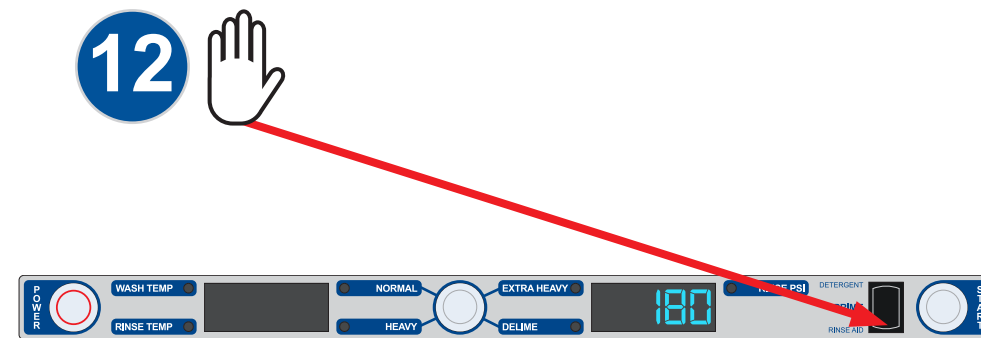 12
POWER
WASH TEMP
RINSE TEMP
NORMAL
HEAVY
EXTRA HEAVY
DELIME
180
DETERGENT
RINSE AID